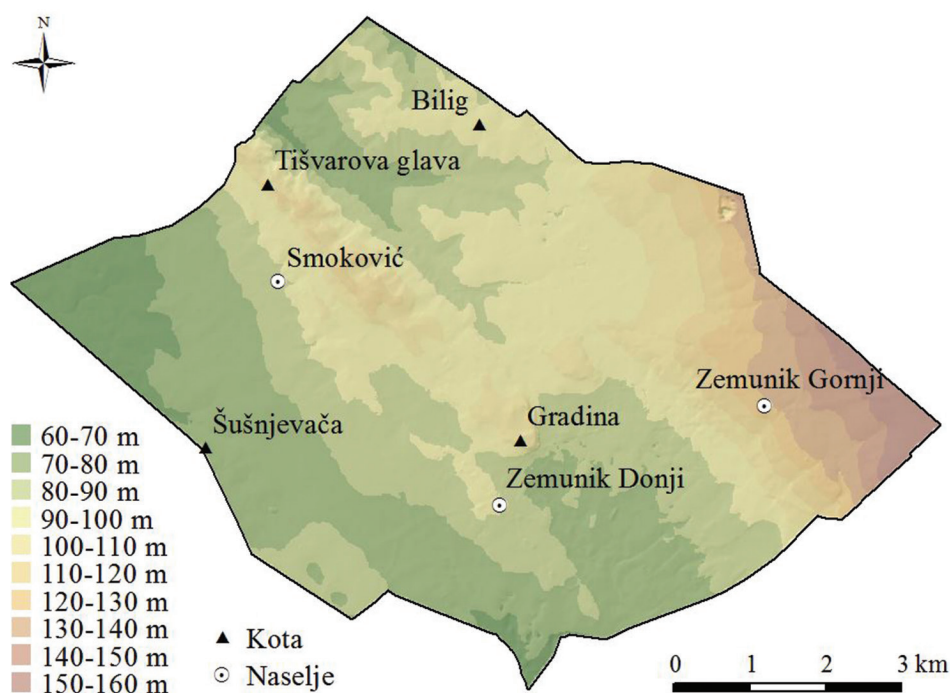 N
Bilig
Tišvarova glava
Smoković
Zemunik Gornji
Šušnjevača
Gradina
Zemunik Donji
60-70 m
70-80 m
80-90 m
90-100 m
100-110 m
110-120 m
120-130 m
130-140 m
140-150 m
150-160 m
Kota
Naselje
0 1 2 3 km